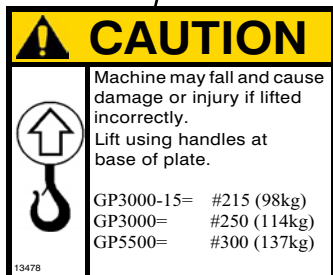 CAUTION
Machine may fall and cause
damage or injury if lifted
incorrectly.
Lift using handles at
base of plate.
GP3000-15= #215 (98kg)
GP3000= #250 (114kg)
GP5500= #300 (137kg)
13478